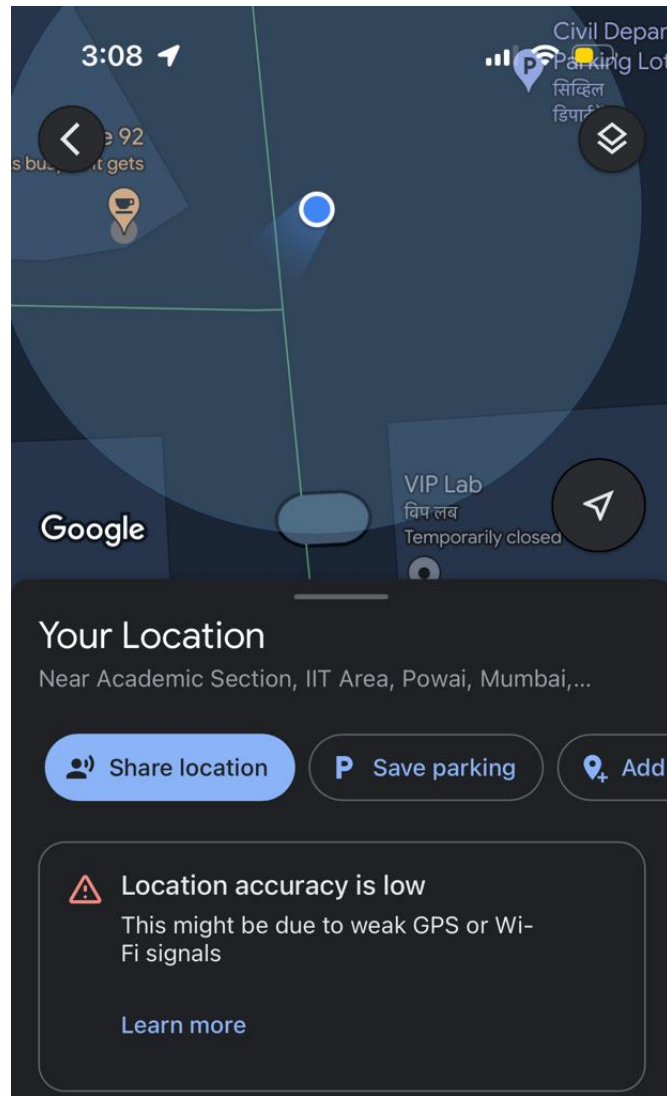 3:08
Civil Depar
Parking Lot
सिव्हिल
e 92
s bu t gets
P
VIP Lab
विप लब
Temporarily closed
Google
Your Location
Near Academic Section, IIT Area, Powai, Mumbai,...
Share location
P Save parking
Add
Location accuracy is low
This might be due to weak GPS or Wi-
Fi signals
Learn more